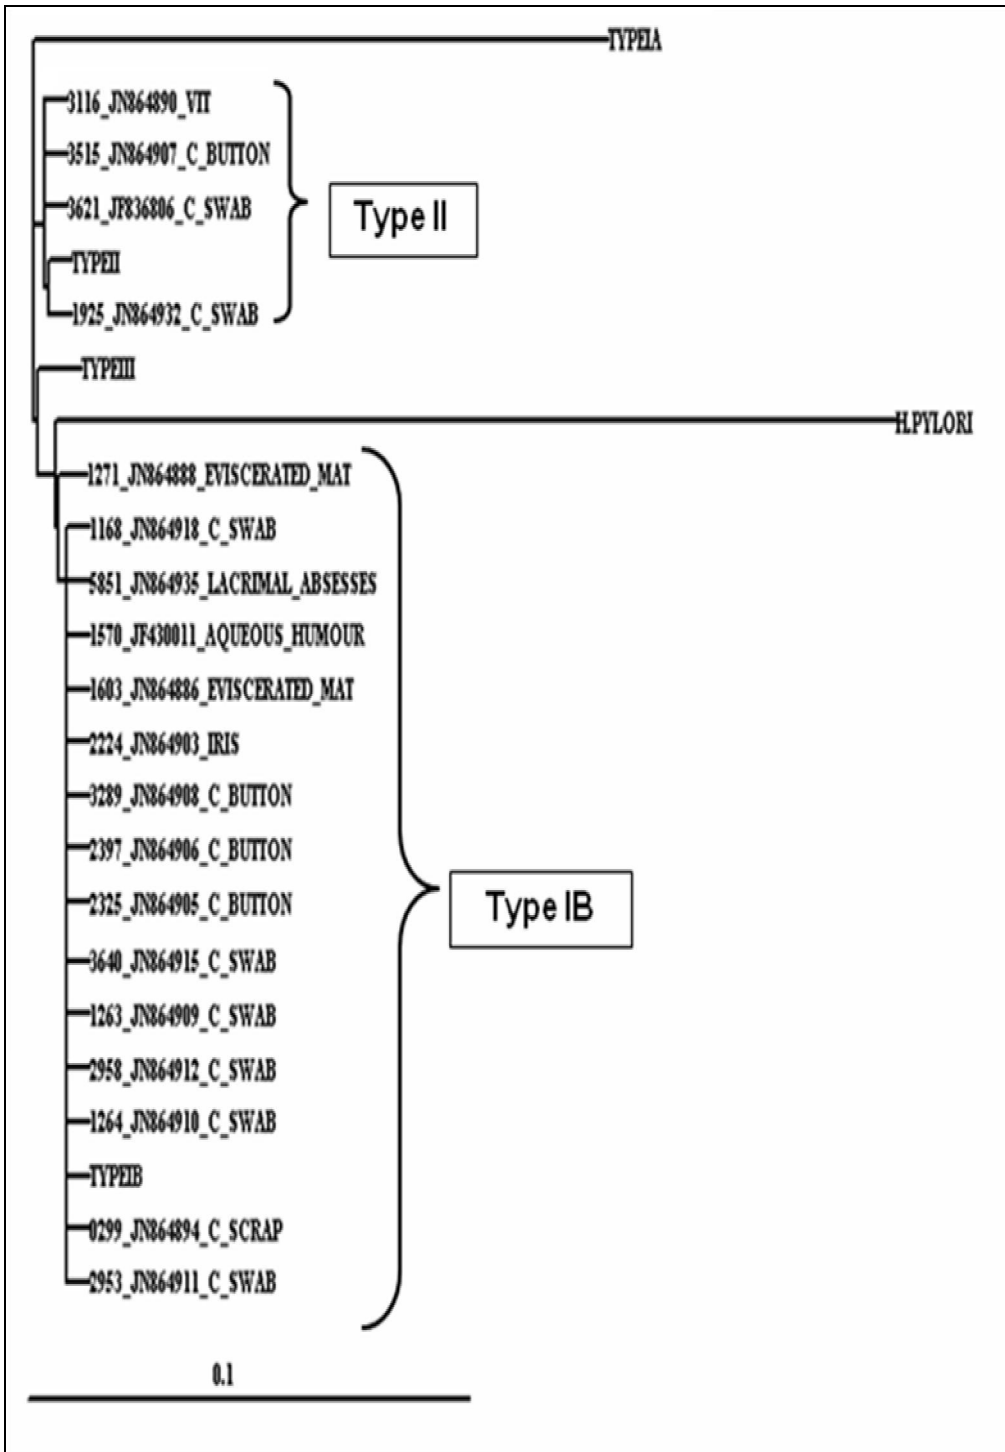 TYPEIA
3116_JN864890_VIT
3515_JN864907_C_BUTTON
3621_JF836806_C_SWAB
Type II
TYPEII
1925_JN864932_C_SWAB
TYPEIII
H.PYLORI
1271_JN864888_EVISCERATED_MAT
1168_JN864918_C_SWAB
5851_JN864935_LACRIMAL_ABSESSES
1570_JF430011_AQUEOUS_HUMOUR
1603_JN864886_EVISCERATED_MAT
2224_JN864903_IRIS
3289_JN864908_C_BUTTON
2397_JN864906_C_BUTTON
2325_JN864905_C_BUTTON
Type IB
3640_JN864915_C_SWAB
1263_JN864909_C_SWAB
2958_JN864912_C_SWAB
1264_JN864910_C_SWAB
TYPEIB
0299_JN864894_C_SCRAP
2953_JN864911_C_SWAB
0.1